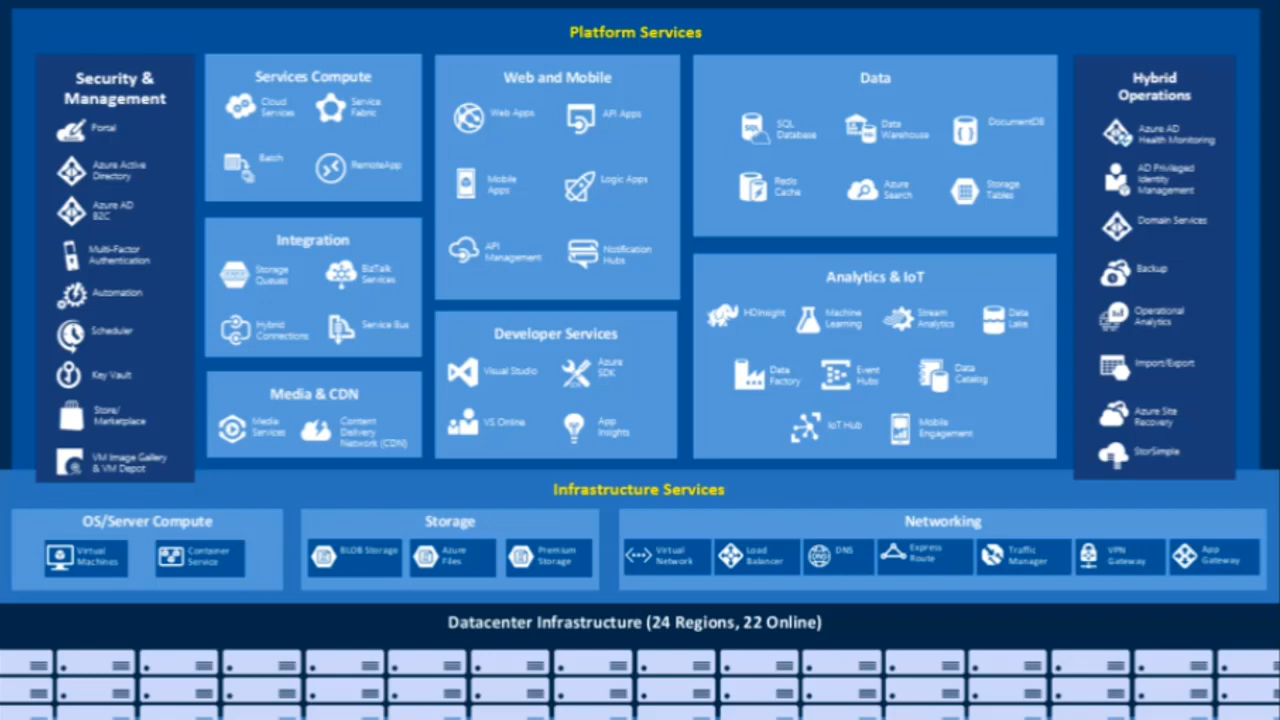 Platform Services
Security &
Management
Portal
Azure Active
Directory
Azure AD
B2C
Multi-Factor
Authentication
Automation
Scheduler
Key Vault
Store/
Marketplace
VM Image Gallery
& VM Depot
Services Compute
Cloud
Services
Service
Fabric
Batch
RemoteApp
Integration
Storage
Queues
BizTalk
Services
Hybrid
Connections
Service Bus
Media & CDN
Media
Services
Content
Delivery
Network (CDN)
Web and Mobile
Web Apps
API Apps
Mobile
Apps
Logic Apps
API
Management
Notification
Hubs
Developer Services
Visual Studio
Azure
SDK
VS Online
App
Insights
Data
SQL
Database
Data
Warehouse
DocumentDB
Redis
Cache
Azure
Search
Storage
Tables
Analytics & IoT
HDInsight
Machine
Learning
Stream
Analytics
Data
Lake
Data
Factory
Event
Hubs
Data
Catalog
IoT Hub
Mobile
Engagement
Hybrid
Operations
Azure AD
Health Monitoring
AD Privileged
Identity
Management
Domain Services
Backup
Operational
Analytics
Import/Export
Azure Site
Recovery
StorSimple
Infrastructure Services
OS/Server Compute
Virtual
Machines
Container
Service
Storage
BLOB Storage
Azure
Files
Premium
Storage
Networking
Virtual
Network
Load
Balancer
DNS
DNS
Express
Route
Traffic
Manager
VPN
Gateway
App
Gateway
Datacenter Infrastructure (24 Regions, 22 Online)